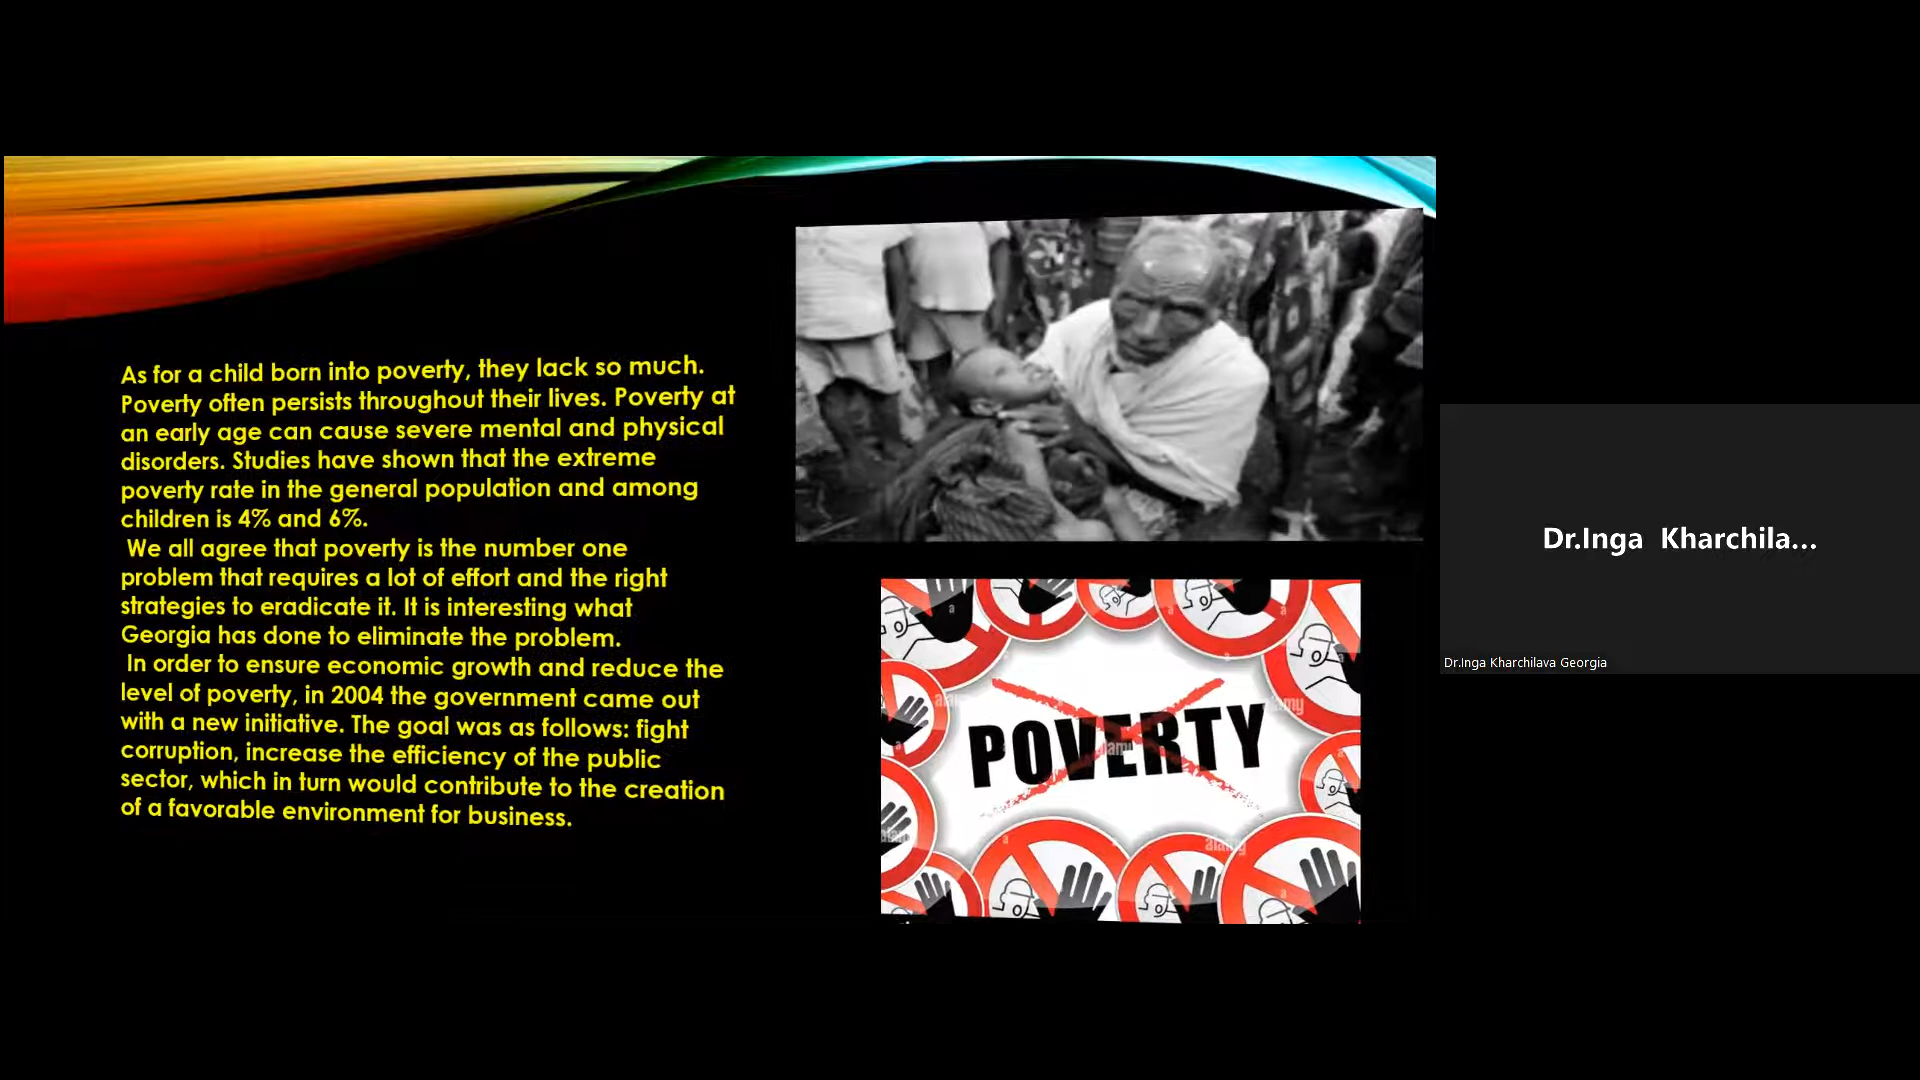 As for a child born into poverty, they lack so much.
Poverty often persists throughout their lives. Poverty at
an early age can cause severe mental and physical
disorders. Studies have shown that the extreme
poverty rate in the general population and among
children is 4% and 6%.
We all agree that poverty is the number one
problem that requires a lot of effort and the right
strategies to eradicate it. It is interesting what
Georgia has done to eliminate the problem.
In order to ensure economic growth and reduce the
level of poverty, in 2004 the government came out
with a new initiative. The goal was as follows: fight
corruption, increase the efficiency of the public
sector, which in turn would contribute to the creation
of a favorable environment for business.
POVERTY
alamy
Dr.Inga Kharchila...
Dr.Inga Kharchilava Georgia